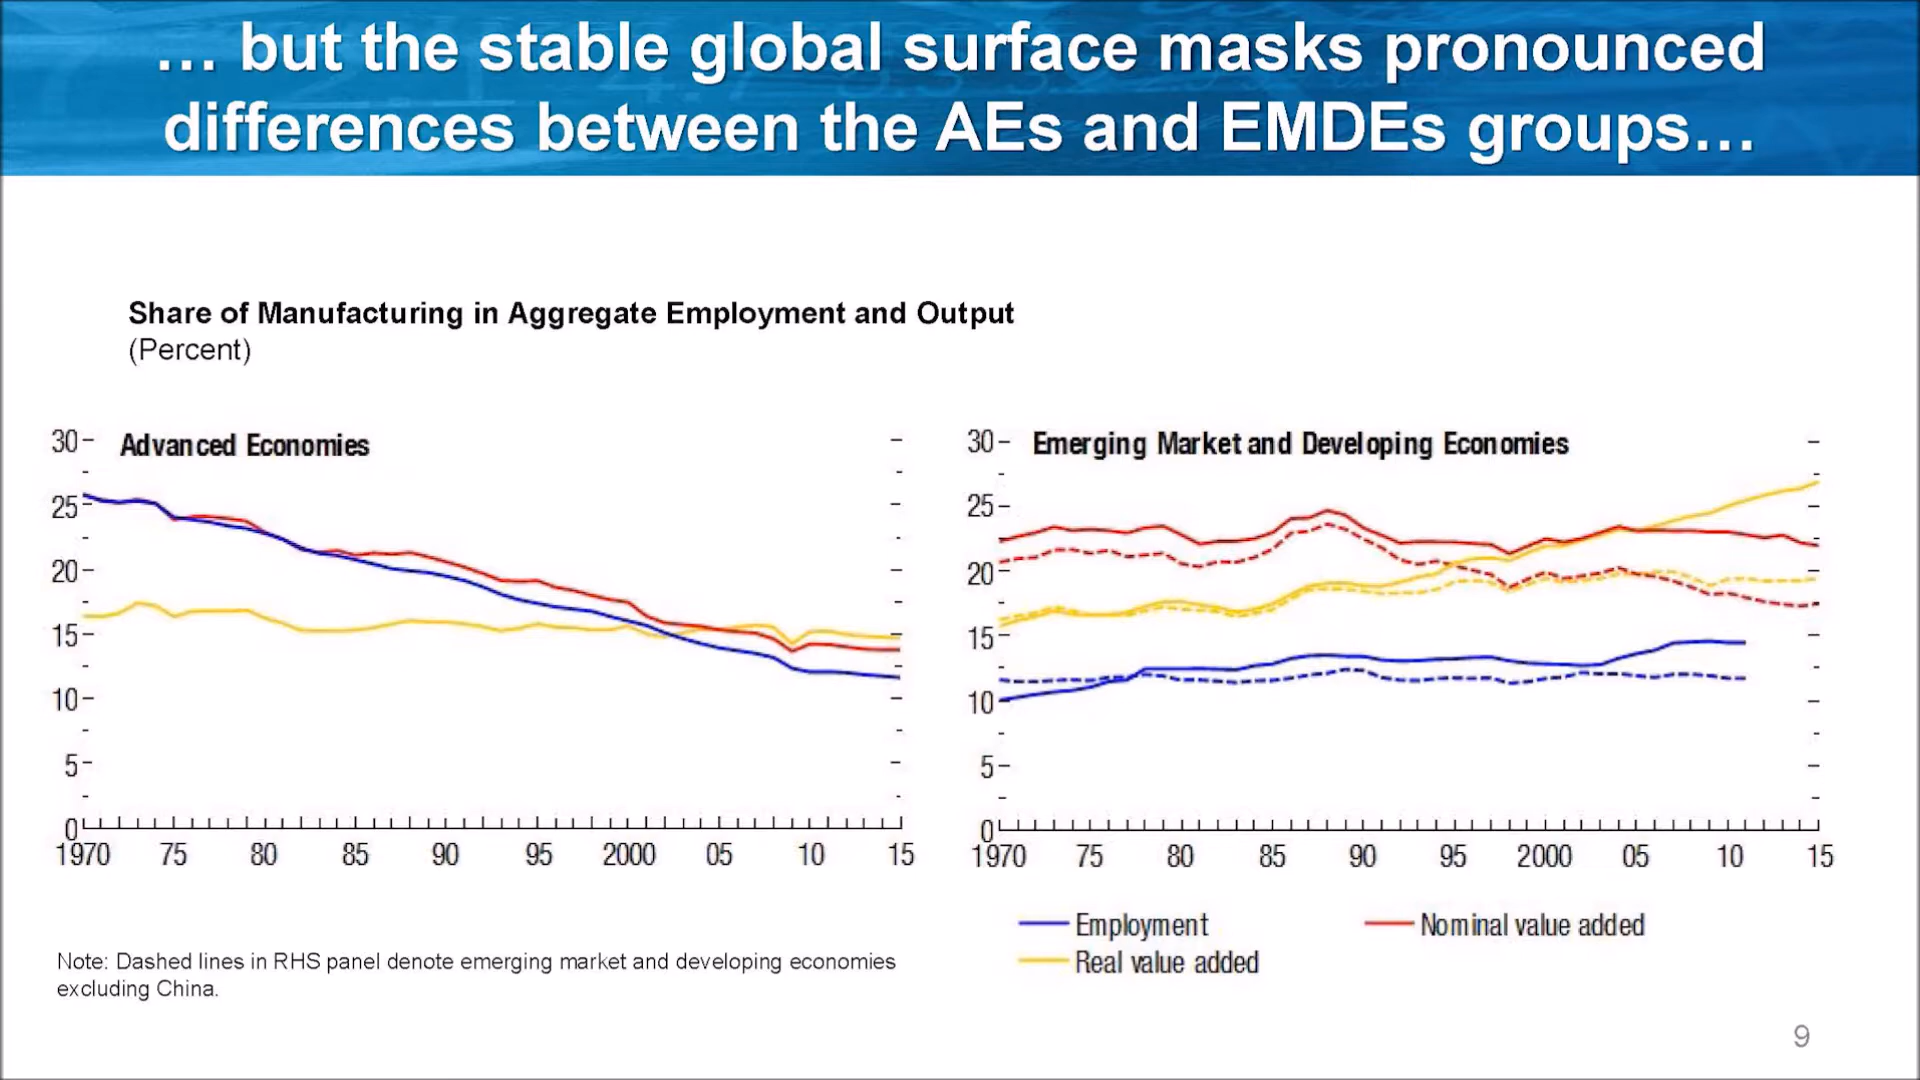 ... but the stable global surface masks pronounced
differences between the AEs and EMDEs groups...
Share of Manufacturing in Aggregate Employment and Output
(Percent)
Advanced Economies
30
25
20
15
10
5
0
1970 75 80 85 90 95 2000 05 10 15
Emerging Market and Developing Economies
30
25
20
15
10
5
0
1970 75 80 85 90 95 2000 05 10 15
Employment
Nominal value added
Real value added
Note: Dashed lines in RHS panel denote emerging market and developing economies
excluding China.
9